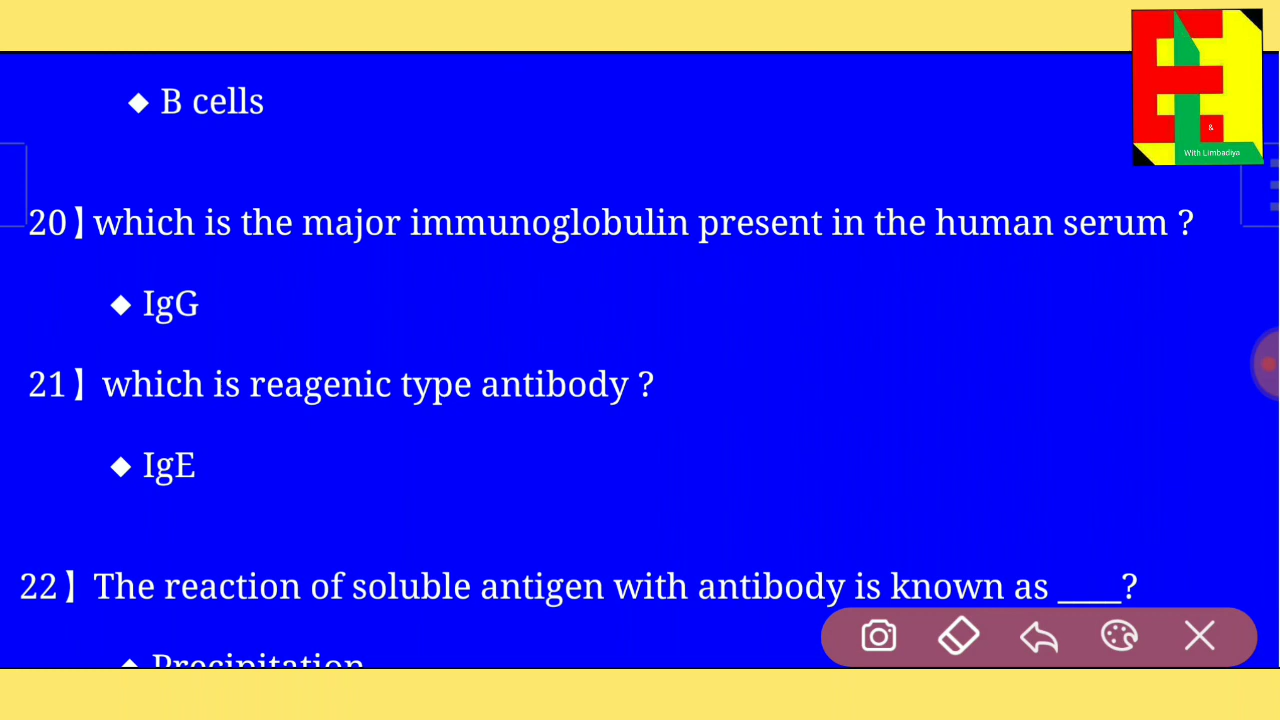 ◆ B cells
&
With Limbadiya
20】which is the major immunoglobulin present in the human serum ?
◆ IgG
21】 which is reagenic type antibody ?
◆ IgE
22】 The reaction of soluble antigen with antibody is known as ____?
◆ Precipitation